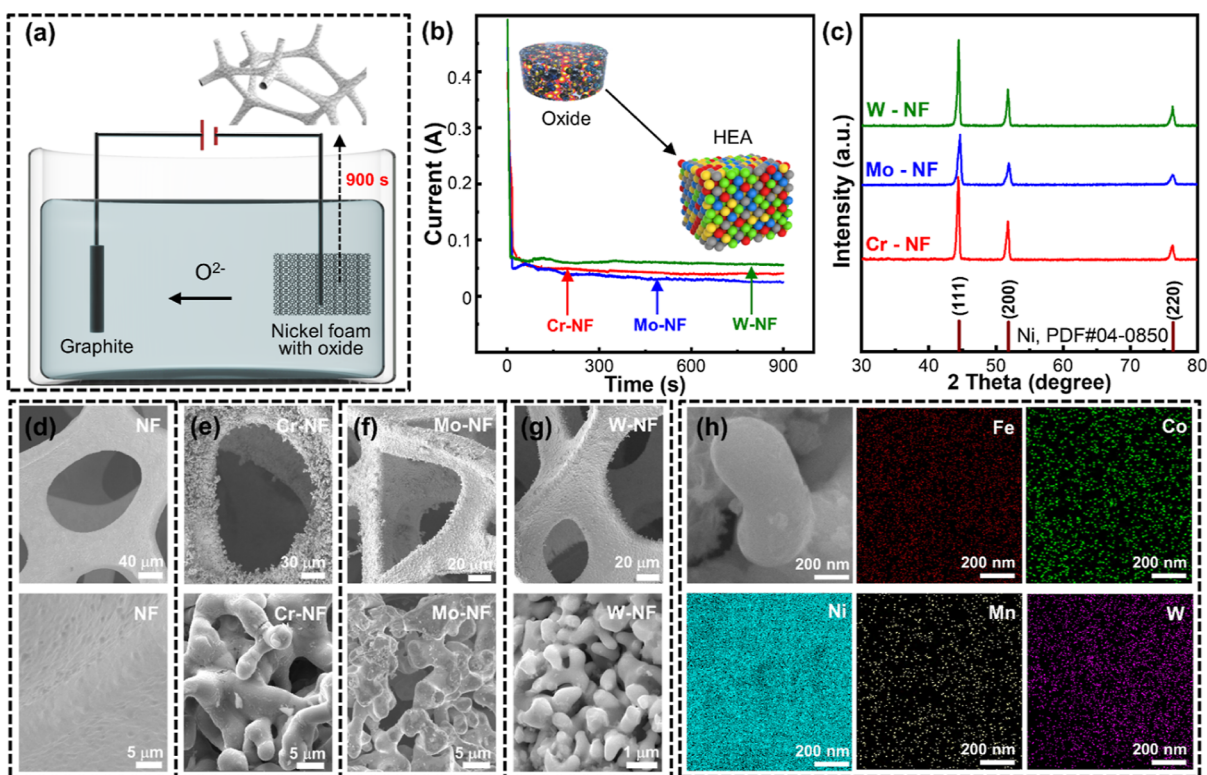 (a)
900 s
O²⁻
Graphite
Nickel foam
with oxide
(b)
Current (A)
0.4
0.3
0.2
0.1
0
Oxide
HEA
Cr-NF
Mo-NF
W-NF
0
300
600
900
Time (s)
(c)
Intensity (a.u.)
W - NF
Mo - NF
Cr - NF
(111)
(200)
(220)
Ni, PDF#04-0850
30
40
50
60
70
80
2 Theta (degree)
(d)
NF
40 μm
NF
5 μm
(e)
Cr-NF
30 μm
Cr-NF
5 μm
(f)
Mo-NF
20 μm
Mo-NF
5 μm
(g)
W-NF
20 μm
W-NF
1 μm
(h)
200 nm
Fe
200 nm
Co
200 nm
Ni
200 nm
Mn
200 nm
W
200 nm